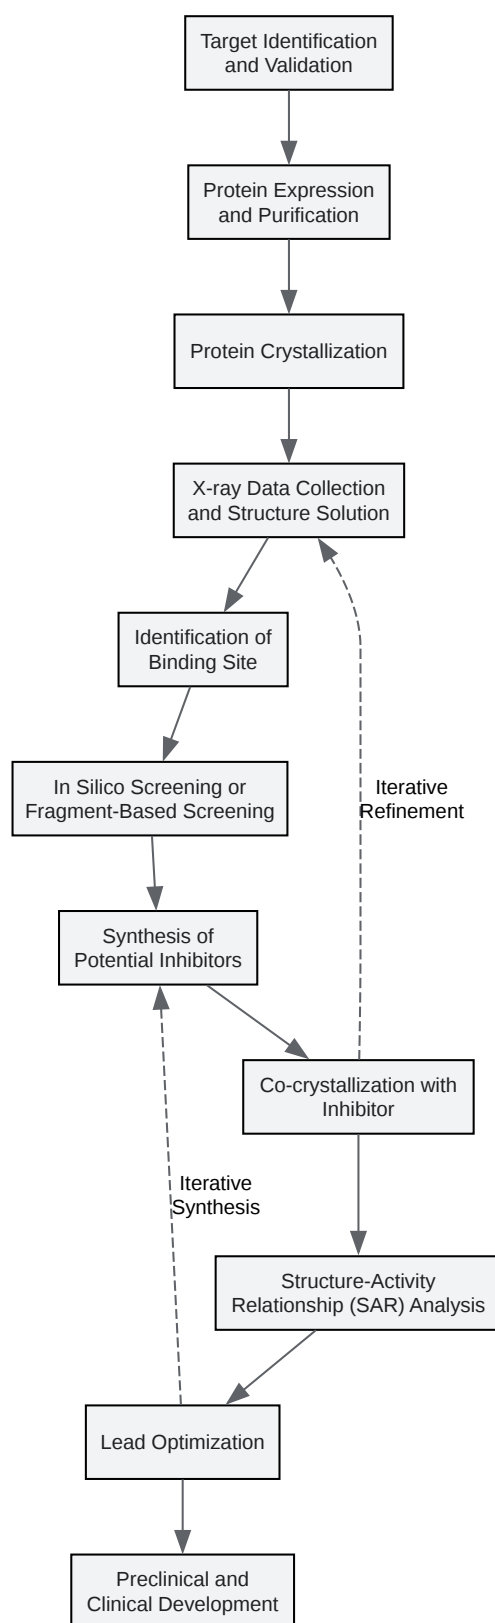 Target Identification
and Validation
Protein Expression
and Purification
Protein Crystallization
X-ray Data Collection
and Structure Solution
Identification of
Binding Site
In Silico Screening or
Fragment-Based Screening
Iterative
Refinement
Synthesis of
Potential Inhibitors
Co-crystallization with
Inhibitor
Iterative
Synthesis
Structure-Activity
Relationship (SAR) Analysis
Lead Optimization
Preclinical and
Clinical Development